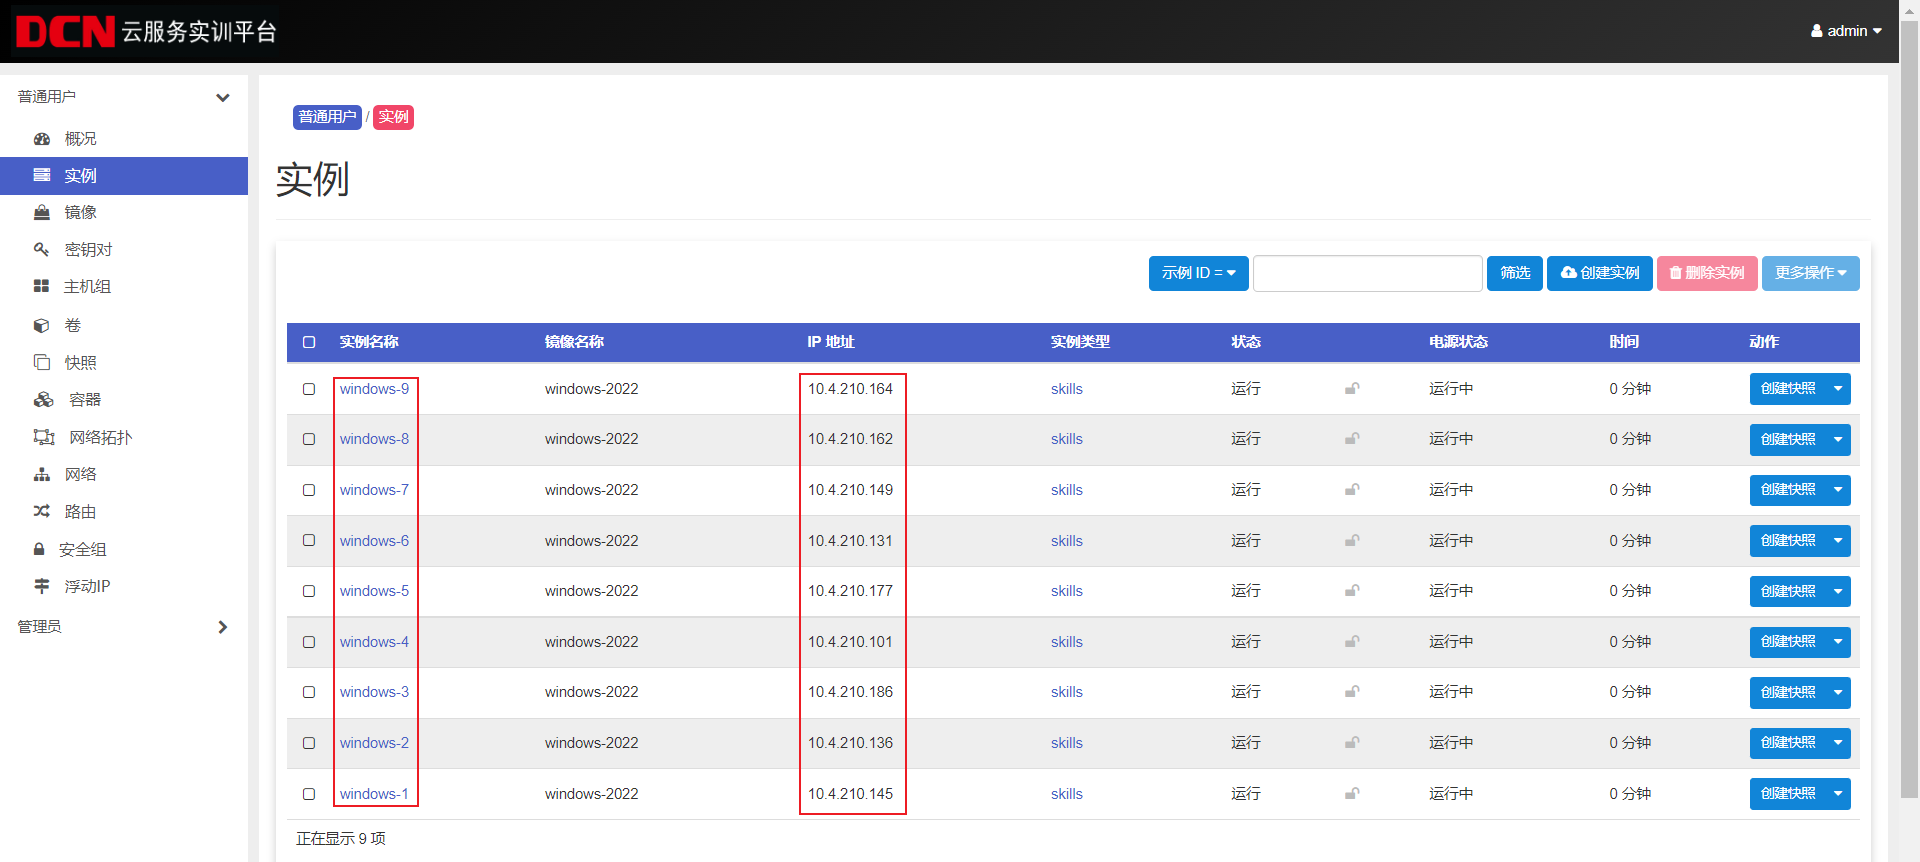 DCN 云服务实训平台
admin
普通用户
概况
实例
镜像
密钥对
主机组
卷
快照
容器
网络拓扑
网络
路由
安全组
浮动IP
管理员
普通用户 / 实例
实例
示例 ID = 筛选 创建实例 删除实例 更多操作
实例名称 镜像名称 IP 地址 实例类型 状态 电源状态 时间 动作
windows-9 windows-2022 10.4.210.164 skills 运行 运行中 0 分钟 创建快照
windows-8 windows-2022 10.4.210.162 skills 运行 运行中 0 分钟 创建快照
windows-7 windows-2022 10.4.210.149 skills 运行 运行中 0 分钟 创建快照
windows-6 windows-2022 10.4.210.131 skills 运行 运行中 0 分钟 创建快照
windows-5 windows-2022 10.4.210.177 skills 运行 运行中 0 分钟 创建快照
windows-4 windows-2022 10.4.210.101 skills 运行 运行中 0 分钟 创建快照
windows-3 windows-2022 10.4.210.186 skills 运行 运行中 0 分钟 创建快照
windows-2 windows-2022 10.4.210.136 skills 运行 运行中 0 分钟 创建快照
windows-1 windows-2022 10.4.210.145 skills 运行 运行中 0 分钟 创建快照
正在显示 9 项